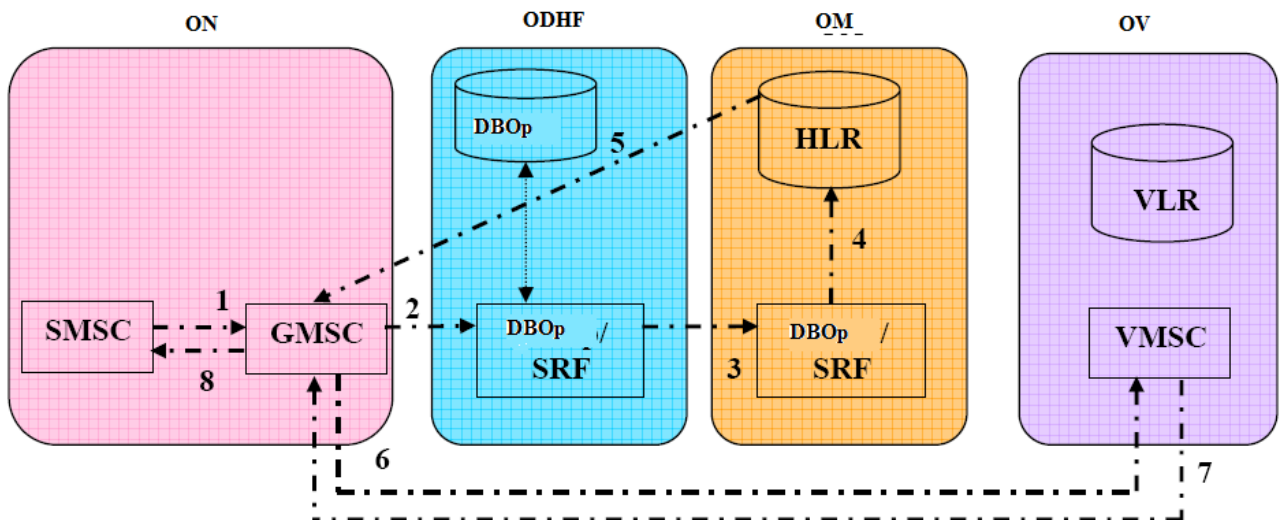 ON
ODHF
OM
OV
DBOp
5
HLR
VLR
4
SMSC
1
GMSC
2
DBOp /
SRF
3
DBOp /
SRF
VMSC
8
6
7